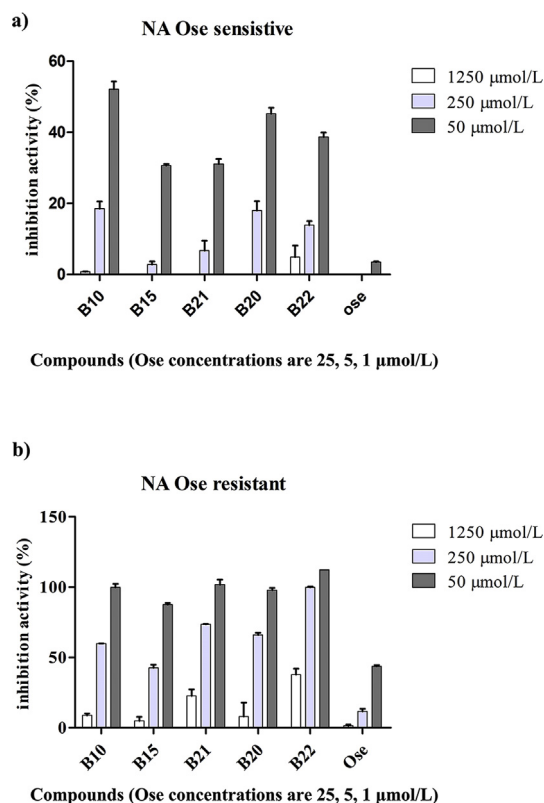 a)
NA Ose sensistive
60
40
20
0
inhibition activity (%)
B10
B15
B21
B20
B22
ose
1250 μmol/L
250 μmol/L
50 μmol/L
Compounds (Ose concentrations are 25, 5, 1 μmol/L)
b)
NA Ose resistant
150
100
50
0
inhibition activity (%)
B10
B15
B21
B20
B22
Ose
1250 μmol/L
250 μmol/L
50 μmol/L
Compounds (Ose concentrations are 25, 5, 1 μmol/L)